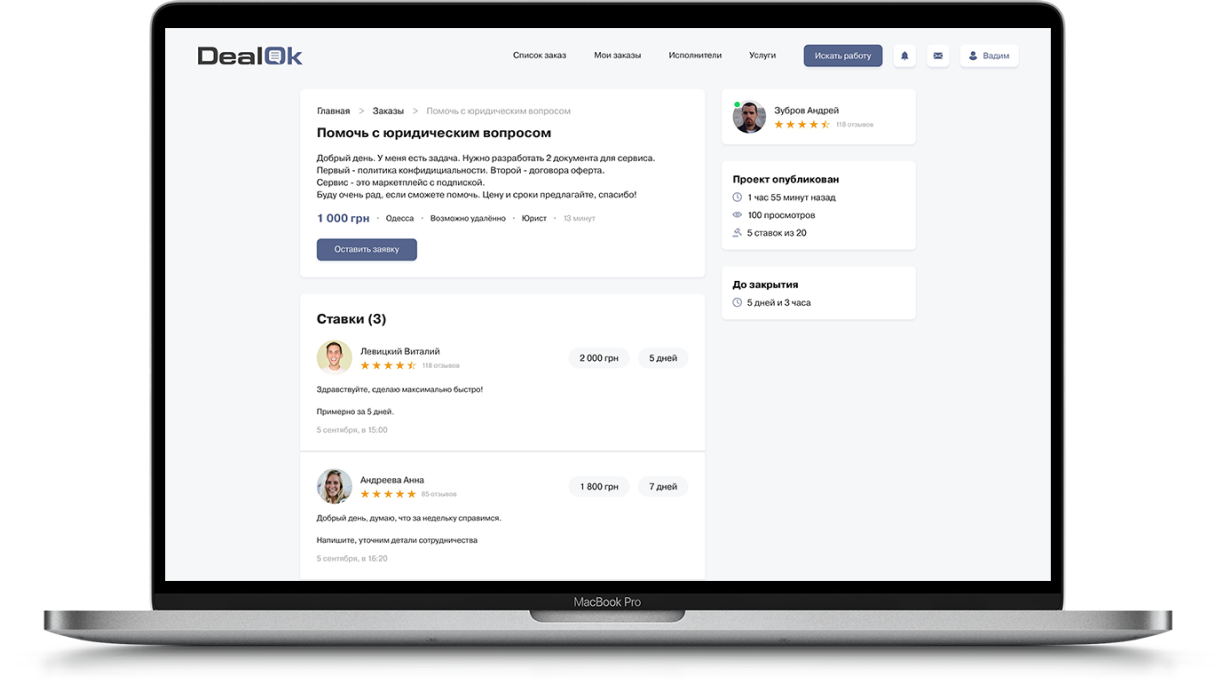 DealOk
Список заказ Мои заказы Исполнители Услуги Искать работу Вадим
Главная > Заказы > Помочь с юридическим вопросом
Помочь с юридическим вопросом
Добрый день. У меня есть задача. Нужно разработать 2 документа для сервиса.
Первый - политика конфидициальности. Второй - договора оферта.
Сервис - это маркетплейс с подпиской.
Буду очень рад, если сможете помочь. Цену и сроки предлагайте, спасибо!
1 000 грн · Одесса · Возможно удалённо · Юрист · 13 минут
Оставить заявку
Ставки (3)
Левицкий Виталий
118 отзывов
2 000 грн 5 дней
Здравствуйте, сделаю максимально быстро!
Примерно за 5 дней.
5 сентября, в 15:00
Андреева Анна
85 отзывов
1 800 грн 7 дней
Добрый день, думаю, что за недельку справимся.
Напишите, уточним детали сотрудничества
5 сентября, в 16:20
Зубров Андрей
118 отзывов
Проект опубликован
1 час 55 минут назад
100 просмотров
5 ставок из 20
До закрытия
5 дней и 3 часа
MacBook Pro